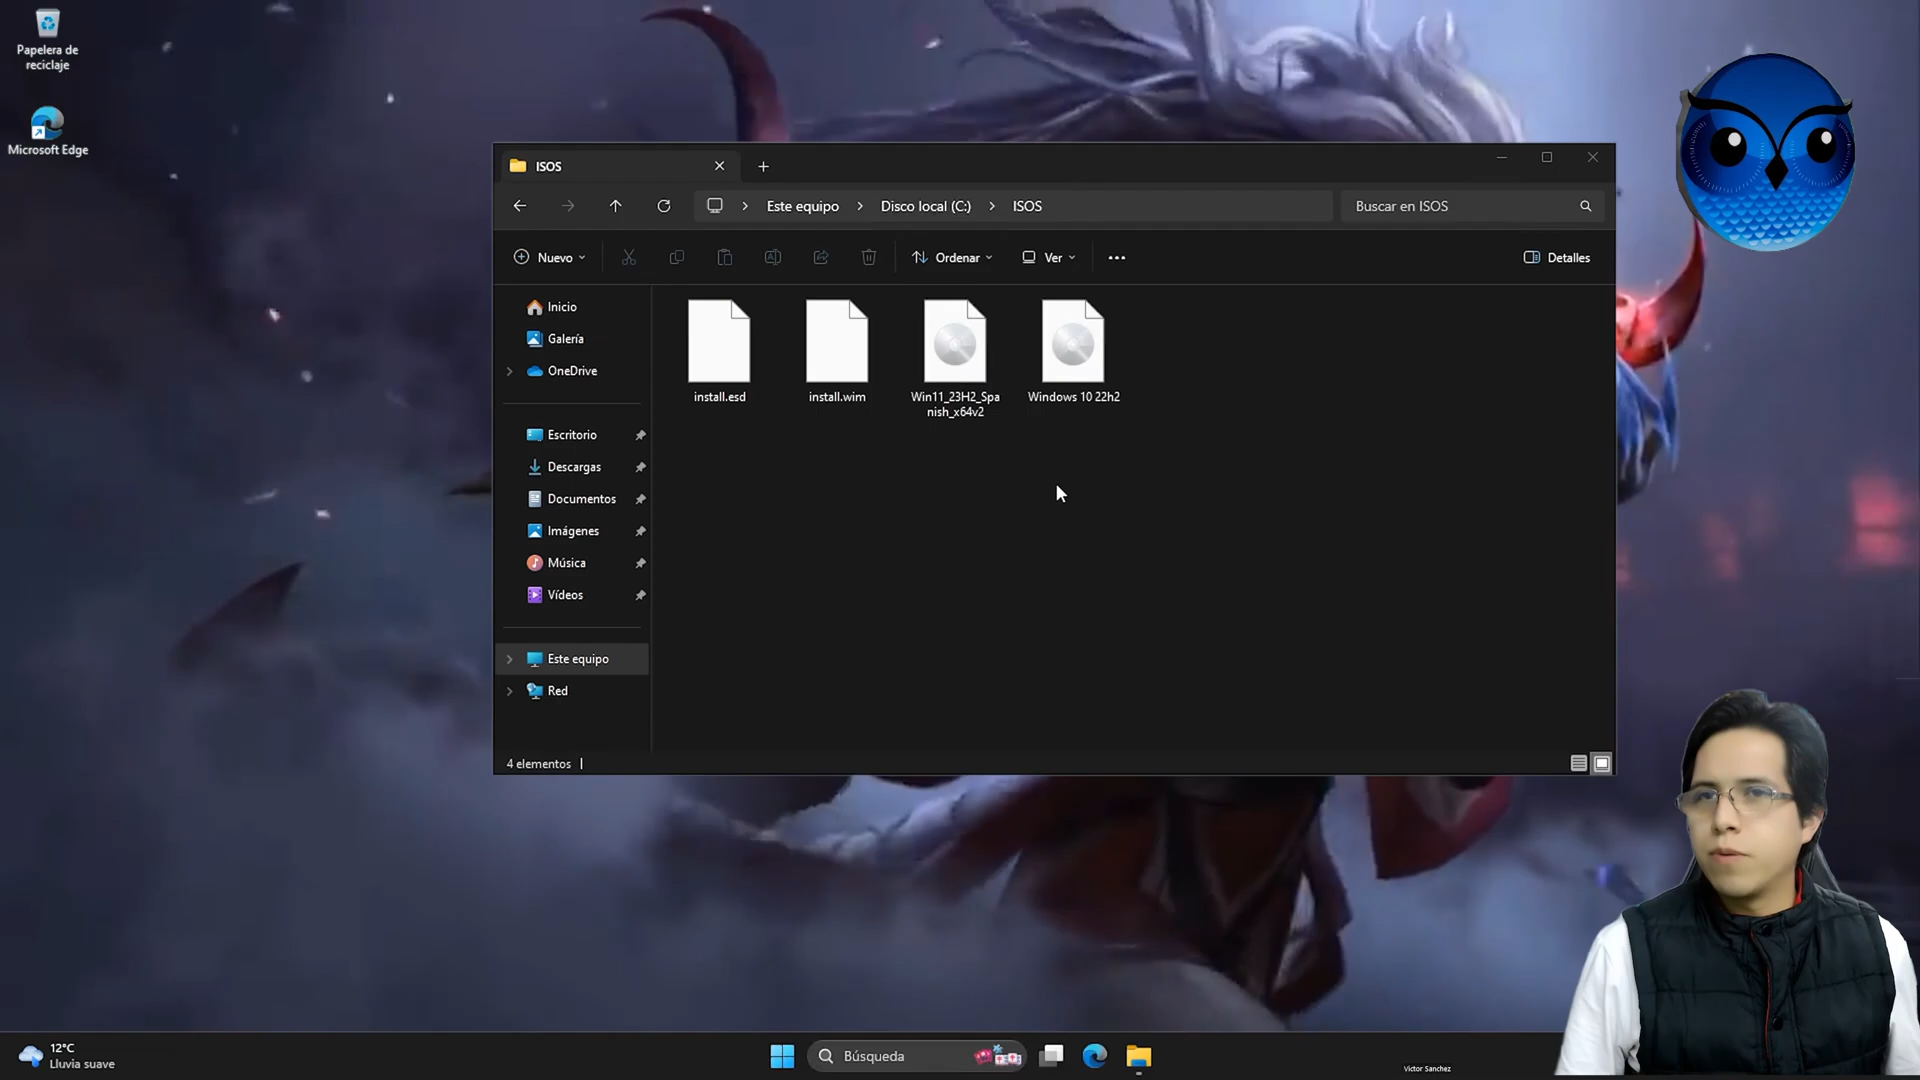 Papelera de
reciclaje
Microsoft Edge
ISOS
Este equipo
Disco local (C:)
ISOS
Buscar en ISOS
Nuevo
Ordenar
Ver
Detalles
Inicio
Galería
OneDrive
Escritorio
Descargas
Documentos
Imágenes
Música
Vídeos
Este equipo
Red
install.esd
install.wim
Win11_23H2_Spa
nish_x64v2
Windows 10 22h2
4 elementos
12°C
Lluvia suave
Búsqueda
Victor Sanchez